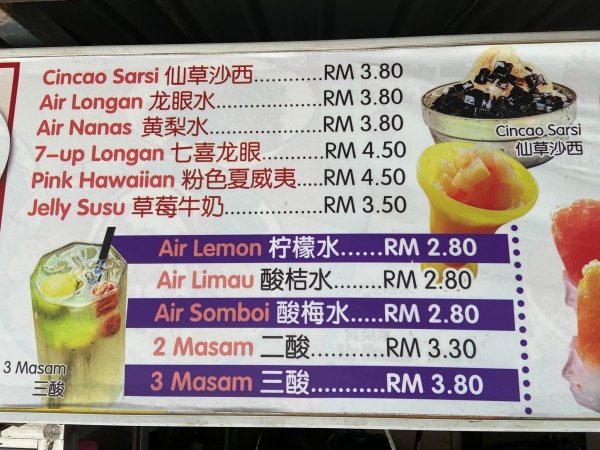 Cincao Sarsi 仙草沙西............RM 3.80
Air Longan 龙眼水................RM 3.80
Air Nanas 黄梨水.................RM 3.80
7-up Longan 七喜龙眼.........RM 4.50
Pink Hawaiian 粉色夏威夷.....RM 4.50
Jelly Susu 草莓牛奶..............RM 3.50
Cincao Sarsi
仙草沙西
Air Lemon 柠檬水......RM 2.80
Air Limau 酸桔水........RM 2.80
Air Somboi 酸梅水.....RM 2.80
2 Masam 二酸...........RM 3.30
3 Masam 三酸...........RM 3.80
3 Masam
三酸